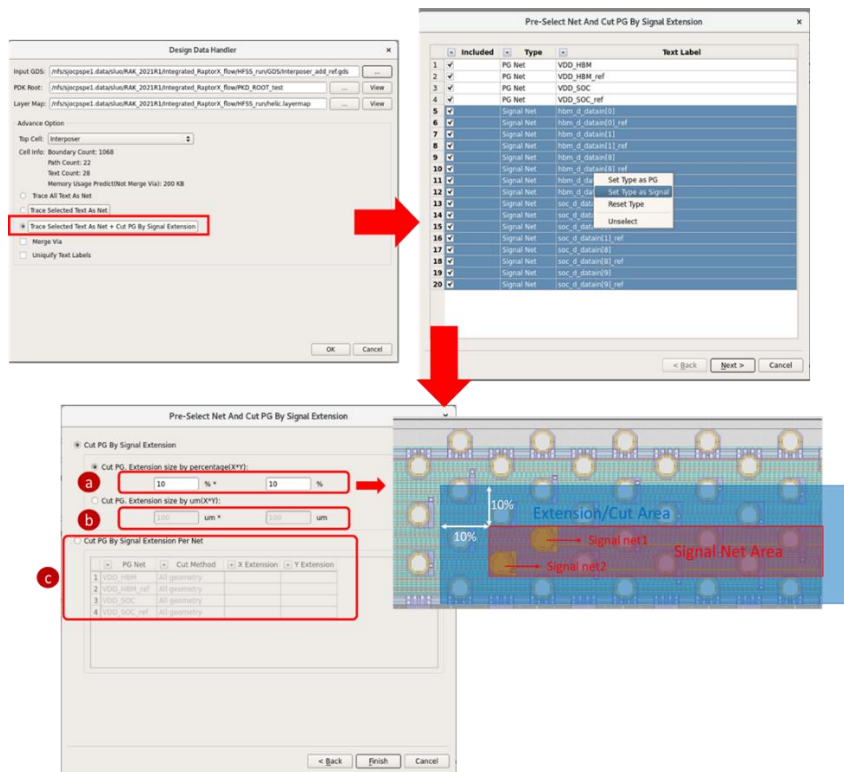 Design Data Handler ×
Input GDS: /nfs/sjocpspe1.data/sluo/RAK_2021R1/Integrated_RaptorX_flow/HFSS_run/GDS/Interposer_add_ref.gds ...
PDK Root: /nfs/sjocpspe1.data/sluo/RAK_2021R1/Integrated_RaptorX_flow/PKD_ROOT_test ... View
Layer Map: /nfs/sjocpspe1.data/sluo/RAK_2021R1/Integrated_RaptorX_flow/HFSS_run/helic.layermap ... View
Advance Option
Top Cell: Interposer
Cell Info: Boundary Count: 1068
Path Count: 22
Text Count: 28
Memory Usage Predict(Not Merge Via): 200 KB
Trace All Text As Net
Trace Selected Text As Net
Trace Selected Text As Net + Cut PG By Signal Extension
Merge Via
Uniquify Text Labels
OK Cancel
Pre-Select Net And Cut PG By Signal Extension ×
Included Type Text Label
1 PG Net VDD_HBM
2 PG Net VDD_HBM_ref
3 PG Net VDD_SOC
4 PG Net VDD_SOC_ref
5 Signal Net hbm_d_datain[0]
6 Signal Net hbm_d_datain[0]_ref
7 Signal Net hbm_d_datain[1]
8 Signal Net hbm_d_datain[1]_ref
9 Signal Net hbm_d_datain[8]
10 Signal Net hbm_d_datain[8]_ref
11 Signal Net hbm_d_da
12 Signal Net hbm_d_da
13 Signal Net soc_d_data
14 Signal Net soc_d_data
15 Signal Net soc_d_data
16 Signal Net soc_d_datain[1]_ref
17 Signal Net soc_d_datain[8]
18 Signal Net soc_d_datain[8]_ref
19 Signal Net soc_d_datain[9]
20 Signal Net soc_d_datain[9]_ref
Set Type as PG
Set Type as Signal
Reset Type
Unselect
< Back Next > Cancel
Pre-Select Net And Cut PG By Signal Extension
Cut PG By Signal Extension
Cut PG. Extension size by percentage(X*Y):
a 10 % * 10 %
Cut PG. Extension size by um(X*Y):
b 100 um * 100 um
Cut PG By Signal Extension Per Net
c
PG Net Cut Method X Extension Y Extension
1 VDD_HBM All geometry
2 VDD_HBM_ref All geometry
3 VDD_SOC All geometry
4 VDD_SOC_ref All geometry
< Back Finish Cancel
10%
Extension/Cut Area
10%
Signal net1
Signal Net Area
Signal net2